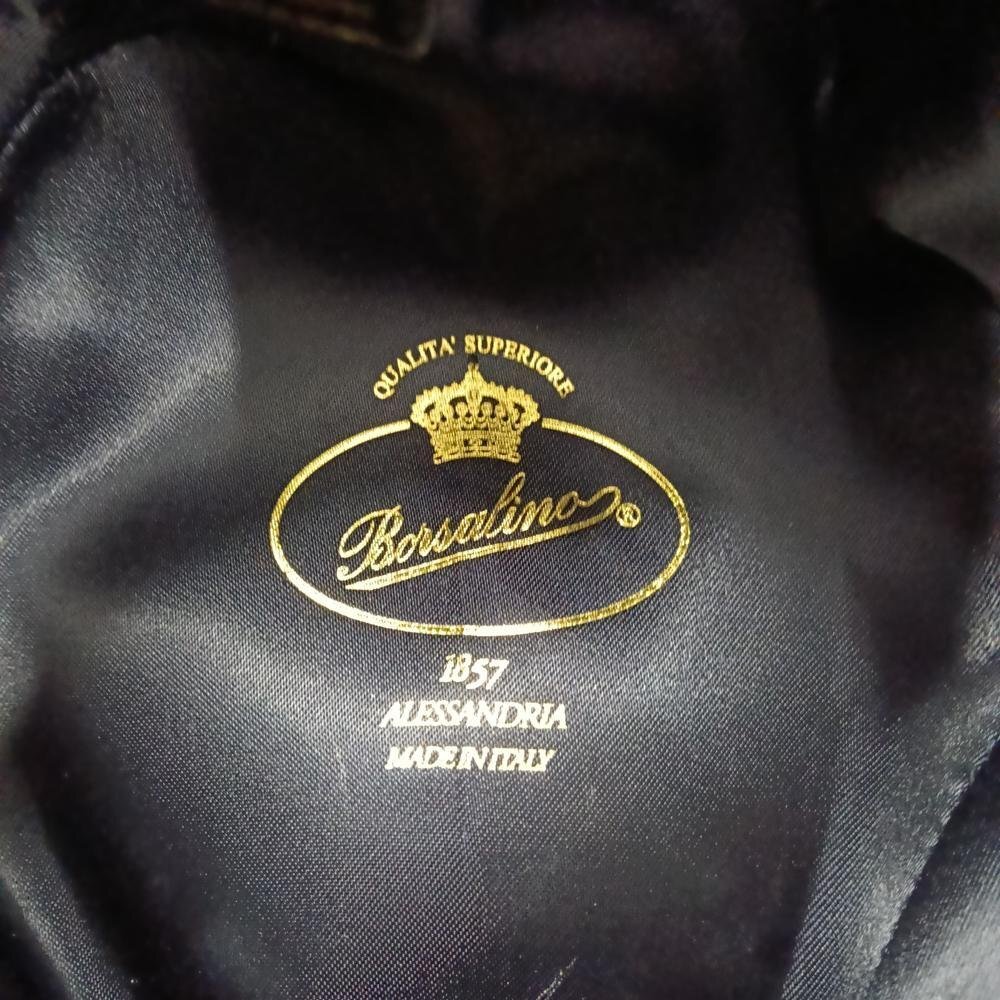 QUALITA' SUPERIORE
Borsalino®
1857
ALESSANDRIA
MADE IN ITALY